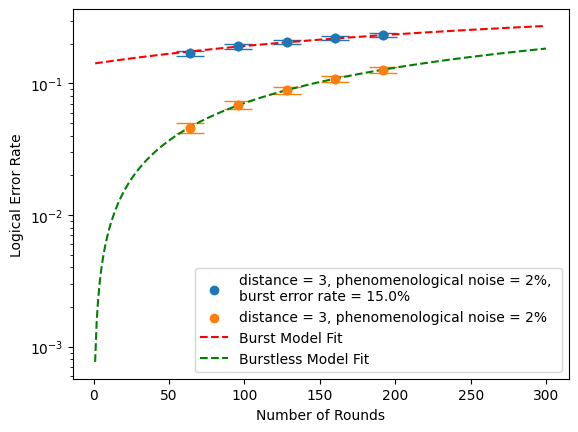 Logical Error Rate
10⁻¹
10⁻²
10⁻³
0 50 100 150 200 250 300
Number of Rounds
distance = 3, phenomenological noise = 2%,
burst error rate = 15.0%
distance = 3, phenomenological noise = 2%
Burst Model Fit
Burstless Model Fit